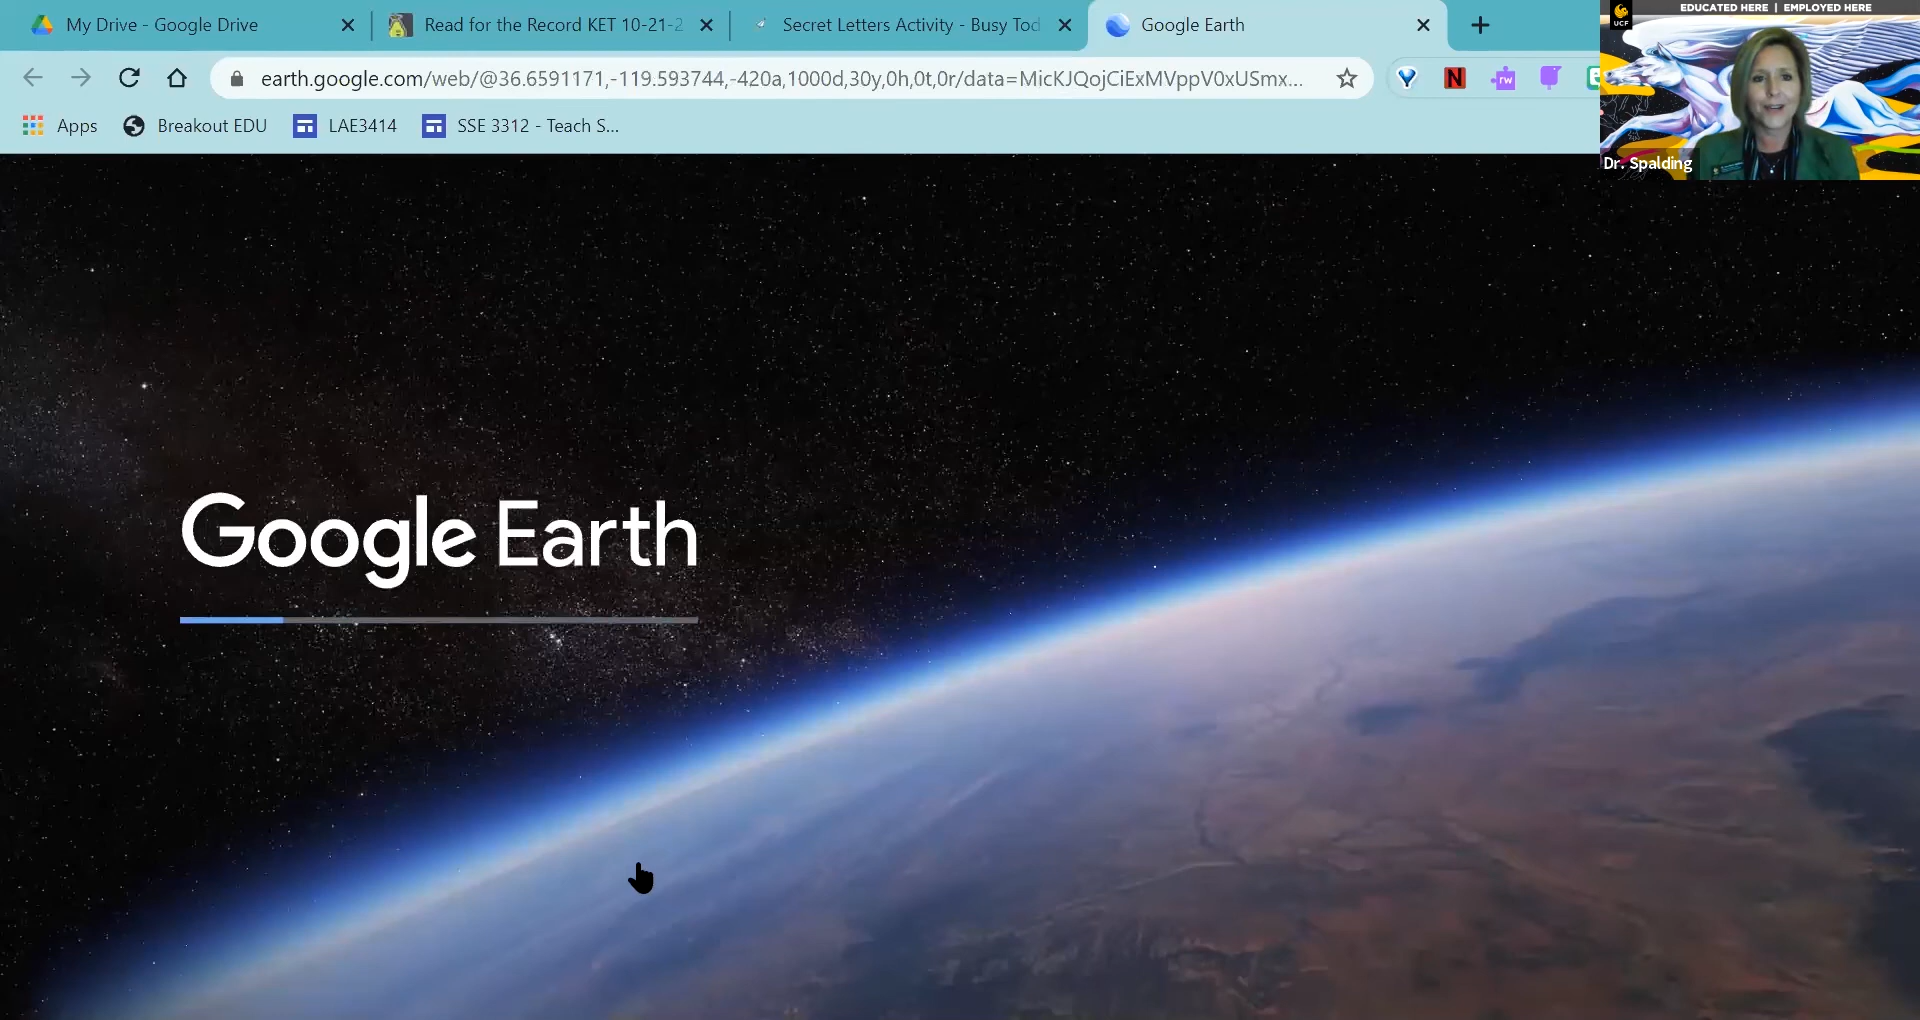 My Drive - Google Drive
Read for the Record KET 10-21-2
Secret Letters Activity - Busy Tod
Google Earth
earth.google.com/web/@36.6591171,-119.593744,-420a,1000d,30y,0h,0t,0r/data=MicKJQojCiExMVppV0xUSmx...
N
rw
Apps
Breakout EDU
LAE3414
SSE 3312 - Teach S...
UCF
EDUCATED HERE | EMPLOYED HERE
Dr. Spalding
Google Earth